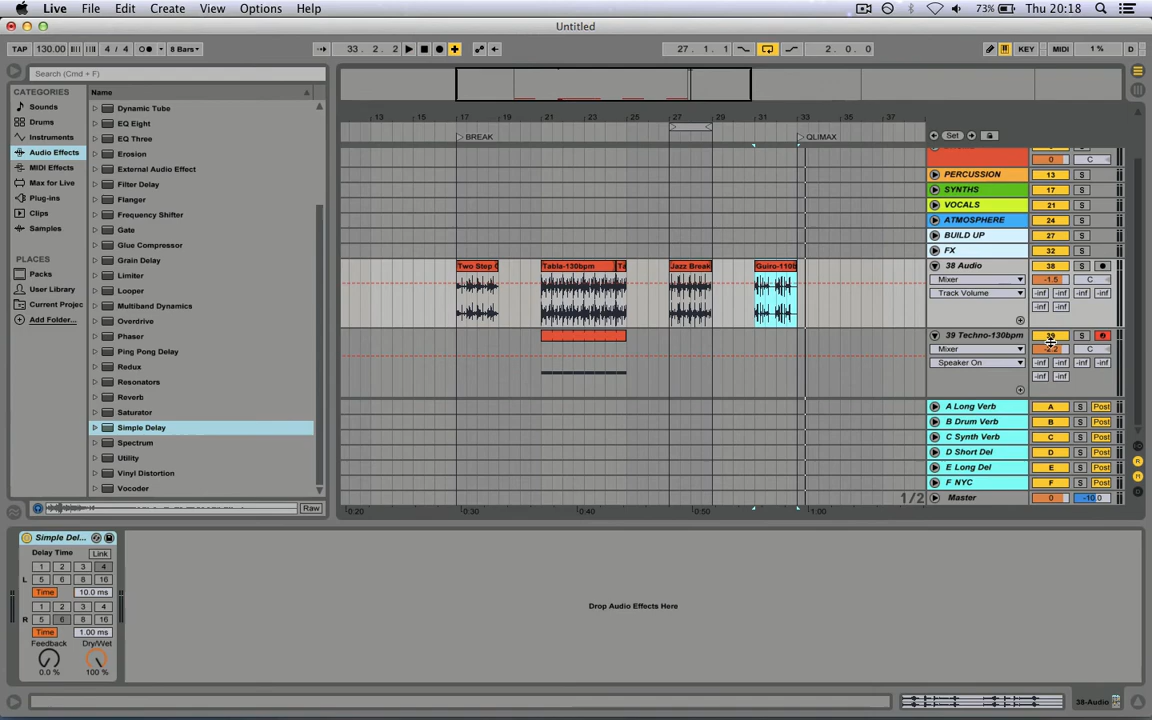 Live File Edit Create View Options Help 73% Thu 20:18
Untitled
TAP 130.00 4 / 4 8 Bars 33. 2. 2 27. 1. 1 2. 0. 0 KEY MIDI 1 % D
Search (Cmd + F)
CATEGORIES
Sounds
Drums
Instruments
Audio Effects
MIDI Effects
Max for Live
Plug-ins
Clips
Samples
PLACES
Packs
User Library
Current Projec
Add Folder...
Name
Dynamic Tube
EQ Eight
EQ Three
Erosion
External Audio Effect
Filter Delay
Flanger
Frequency Shifter
Gate
Glue Compressor
Grain Delay
Limiter
Looper
Multiband Dynamics
Overdrive
Phaser
Ping Pong Delay
Redux
Resonators
Reverb
Saturator
Simple Delay
Spectrum
Utility
Vinyl Distortion
Vocoder
Raw
13 15 17 19 21 23 25 27 29 31 33 35 37
BREAK QLIMAX Set
0 C
PERCUSSION 13 S
SYNTHS 17 S
VOCALS 21 S
ATMOSPHERE 24 S
BUILD UP 27 S
FX 32 S
Two Step Tabla-130bpm Ta Jazz Break Guiro-110b 38 Audio 38 S
Mixer -1.5 C
Track Volume -inf -inf -inf -inf
-inf -inf
39 Techno-130bpm 39 S
Mixer -2.2 C
Speaker On -inf -inf -inf -inf
-inf -inf
A Long Verb A S Post
B Drum Verb B S Post
C Synth Verb C S Post
D Short Del D S Post
E Long Del E S Post
F NYC F S Post
1/2 Master 0 -10.0
0:20 0:30 0:40 0:50 1:00
Simple Del...
Delay Time Link
1 2 3 4
L 5 6 8 16
Time 10.0 ms
1 2 3 4
R 5 6 8 16
Time 1.00 ms
Feedback Dry/Wet
0.0 % 100 %
Drop Audio Effects Here
38-Audio